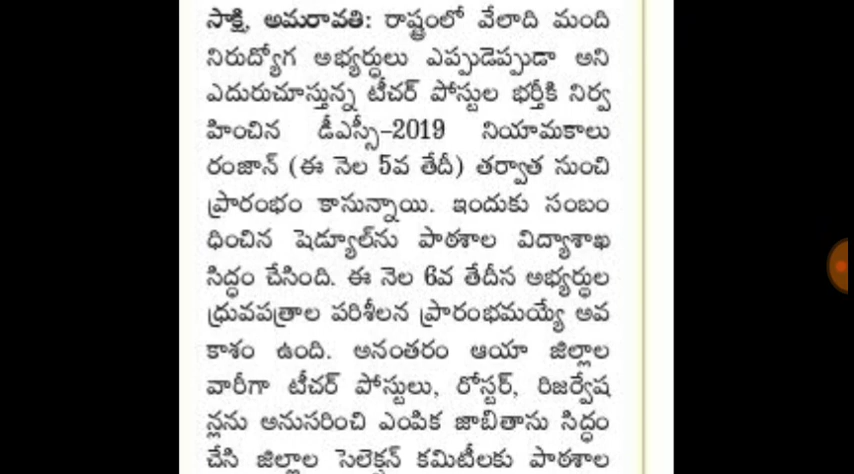 సాక్షి, అమరావతి: రాష్ట్రంలో వేలాది మంది
నిరుద్యోగ అభ్యర్థులు ఎప్పుడెప్పుడా అని
ఎదురుచూస్తున్న టీచర్ పోస్టుల భర్తీకి నిర్వ
హించిన డీఎస్సీ-2019 నియామకాలు
రంజాన్ (ఈ నెల 5వ తేదీ) తర్వాత నుంచి
ప్రారంభం కానున్నాయి. ఇందుకు సంబం
ధించిన షెడ్యూల్‌ను పాఠశాల విద్యాశాఖ
సిద్ధం చేసింది. ఈ నెల 6వ తేదీన అభ్యర్థుల
ధ్రువపత్రాల పరిశీలన ప్రారంభమయ్యే అవ
కాశం ఉంది. అనంతరం ఆయా జిల్లాల
వారీగా టీచర్ పోస్టులు, రోస్టర్, రిజర్వేష
న్లను అనుసరించి ఎంపిక జాబితాను సిద్ధం
చేసి జిల్లాల సెలెక్షన్ కమిటీలకు పాఠశాల